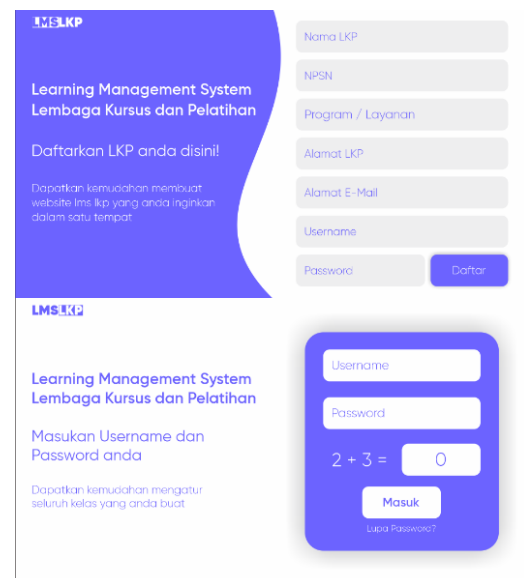 LMSLKP
Learning Management System
Lembaga Kursus dan Pelatihan
Daftarkan LKP anda disini!
Dapatkan kemudahan membuat
website lms lkp yang anda inginkan
dalam satu tempat
Nama LKP
NPSN
Program / Layanan
Alamat LKP
Alamat E-Mail
Username
Password
Daftar
LMSLKP
Learning Management System
Lembaga Kursus dan Pelatihan
Masukan Username dan
Password anda
Dapatkan kemudahan mengatur
seluruh kelas yang anda buat
Username
Password
2 + 3 = 0
Masuk
Lupa Password?